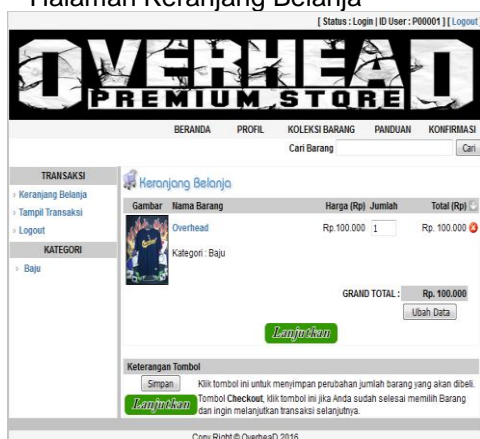 Halaman Keranjang Belanja
[ Status : Login | ID User : P00001 ] [ Logout
OVERHEAD
PREMIUM STORE
BERANDA PROFIL KOLEKSI BARANG PANDUAN KONFIRMASI
Cari Barang Cari
TRANSAKSI
Keranjang Belanja
Tampil Transaksi
Logout
KATEGORI
Baju
Keranjang Belanja
Gambar Nama Barang Harga (Rp) Jumlah Total (Rp)
Overhead Rp.100.000 1 Rp. 100.000
Kategori : Baju
GRAND TOTAL : Rp. 100.000
Ubah Data
Lanjutkan
Keterangan Tombol
Simpan Klik tombol ini untuk menyimpan perubahan jumlah barang yang akan dibeli.
Lanjutkan Tombol Checkout, klik tombol ini jika Anda sudah selesai memilih Barang
dan ingin melanjutkan transaksi selanjutnya.
Copy Right © OverheaD 2016